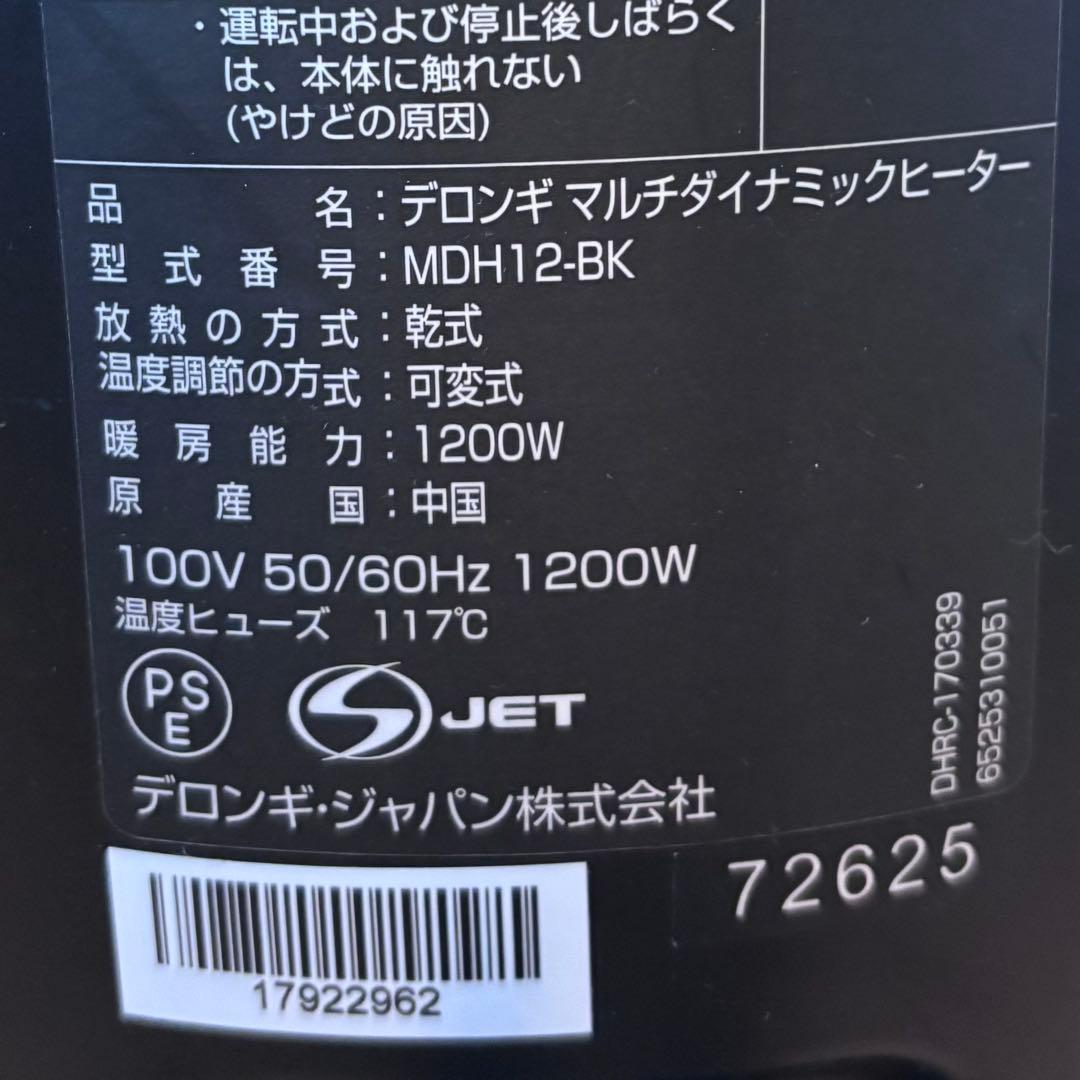 ・運転中および停止後しばらく
は、本体に触れない
(やけどの原因)
品名：デロンギ マルチダイナミックヒーター
型式番号：MDH12-BK
放熱の方式：乾式
温度調節の方式：可変式
暖房能力：1200W
原産国：中国
100V 50/60Hz 1200W
温度ヒューズ 117℃
PSE
S JET
デロンギ・ジャパン株式会社
DHRC-170339
6525310051
72625
17922962